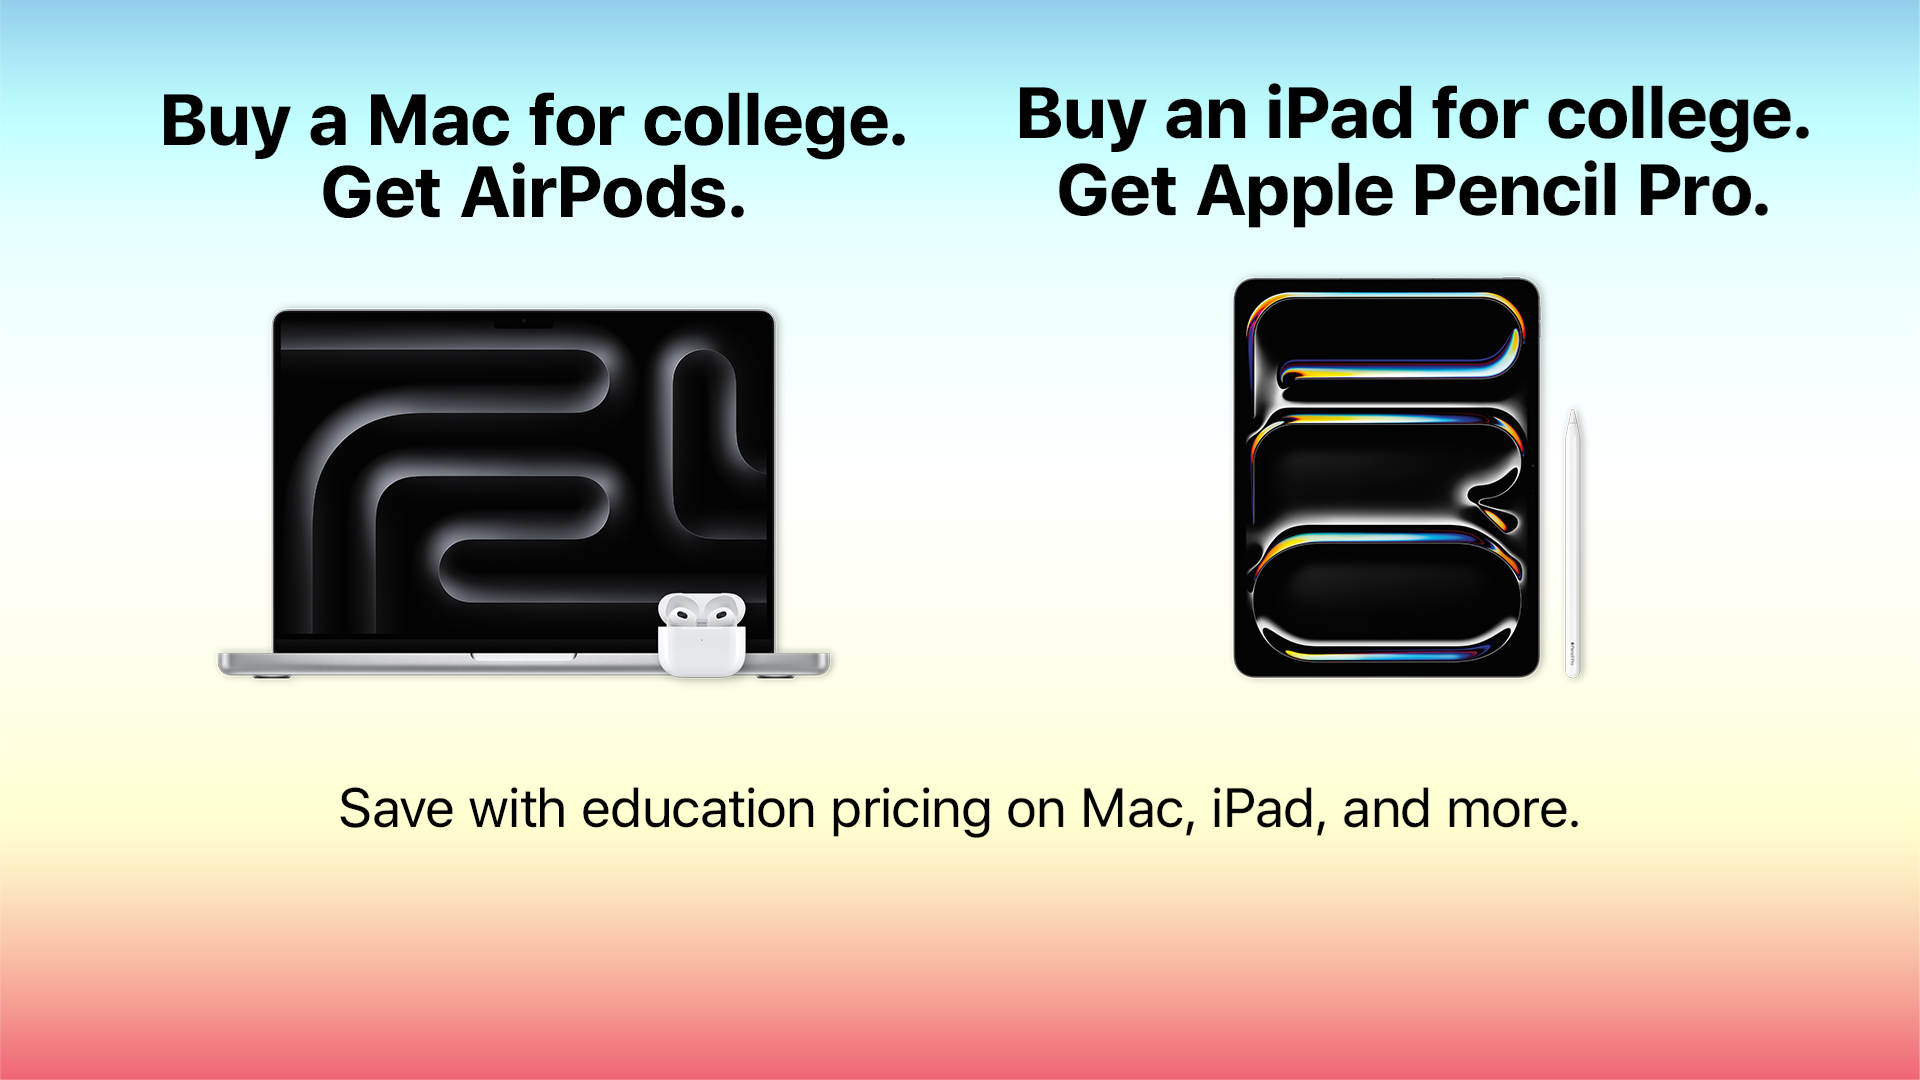 Buy a Mac for college.
Get AirPods.
Buy an iPad for college.
Get Apple Pencil Pro.
Save with education pricing on Mac, iPad, and more.